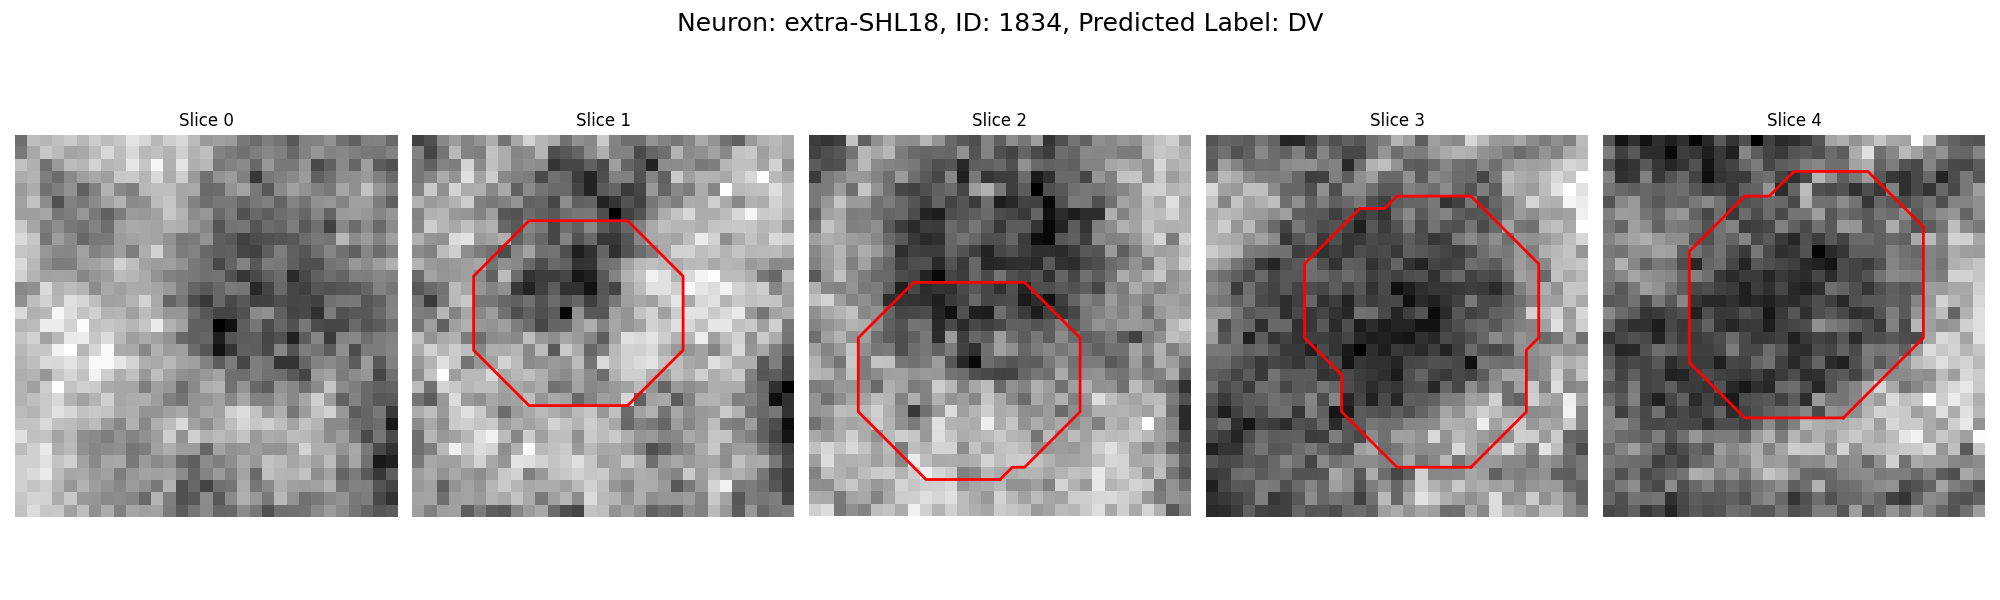 Neuron: extra-SHL18, ID: 1834, Predicted Label: DV
Slice 0
Slice 1
Slice 2
Slice 3
Slice 4